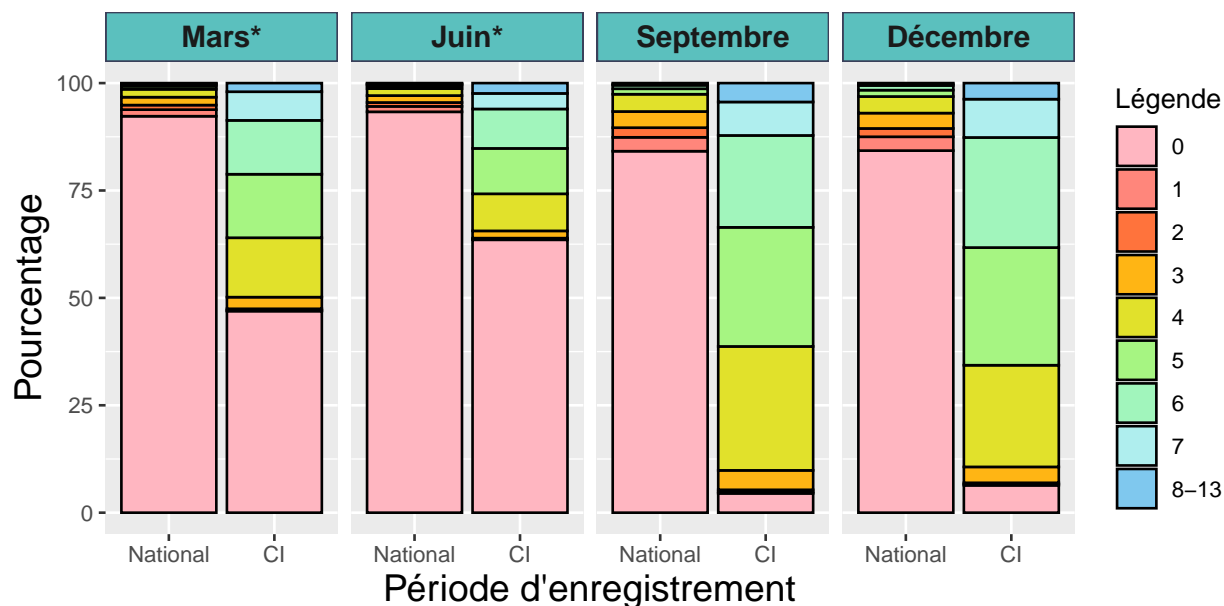 Mars* Juin* Septembre Décembre
Pourcentage
100
75
50
25
0
National CI National CI National CI National CI
Période d'enregistrement
Légende
0
1
2
3
4
5
6
7
8−13